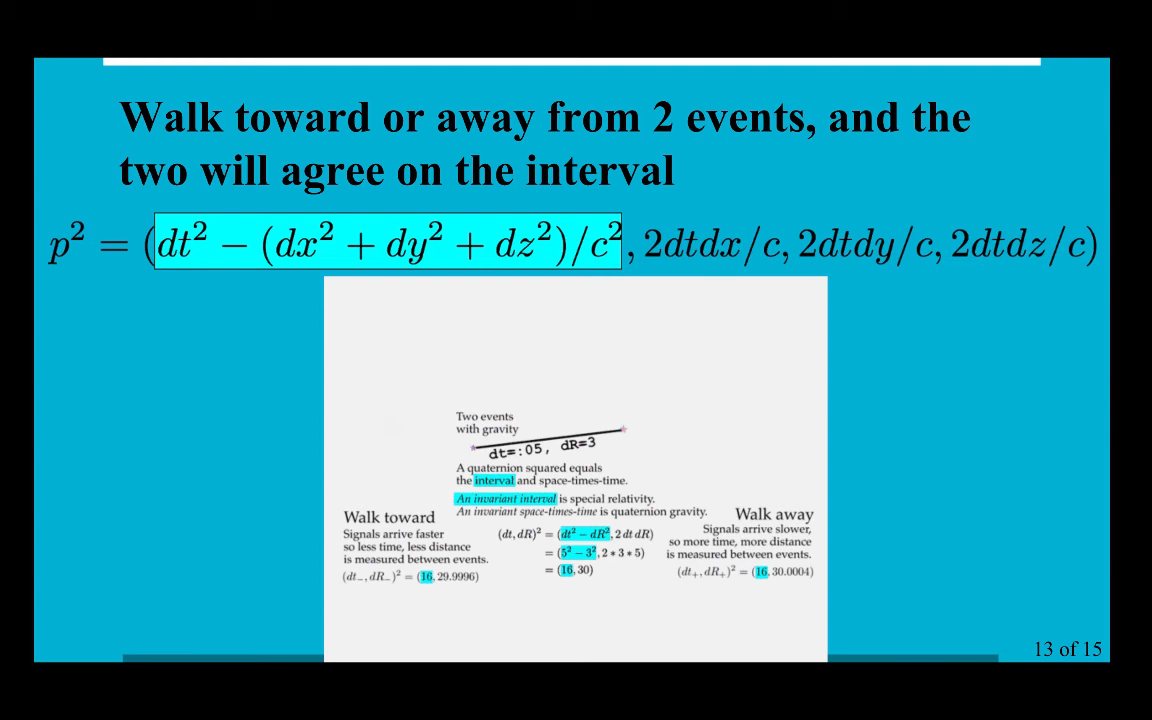 Walk toward or away from 2 events, and the
two will agree on the interval
p² = (dt² − (dx² + dy² + dz²)/c², 2dtdx/c, 2dtdy/c, 2dtdz/c)
Two events
with gravity
dt=:05, dR=3
A quaternion squared equals
the interval and space-times-time.
An invariant interval is special relativity.
An invariant space-times-time is quaternion gravity.
Walk toward
Signals arrive faster
so less time, less distance
is measured between events.
(dt₋, dR₋)² = (16, 29.9996)
(dt, dR)² = (dt² − dR², 2 dt dR)
= (5² − 3², 2 * 3 * 5)
= (16, 30)
Walk away
Signals arrive slower,
so more time, more distance
is measured between events.
(dt₊, dR₊)² = (16, 30.0004)
13 of 15